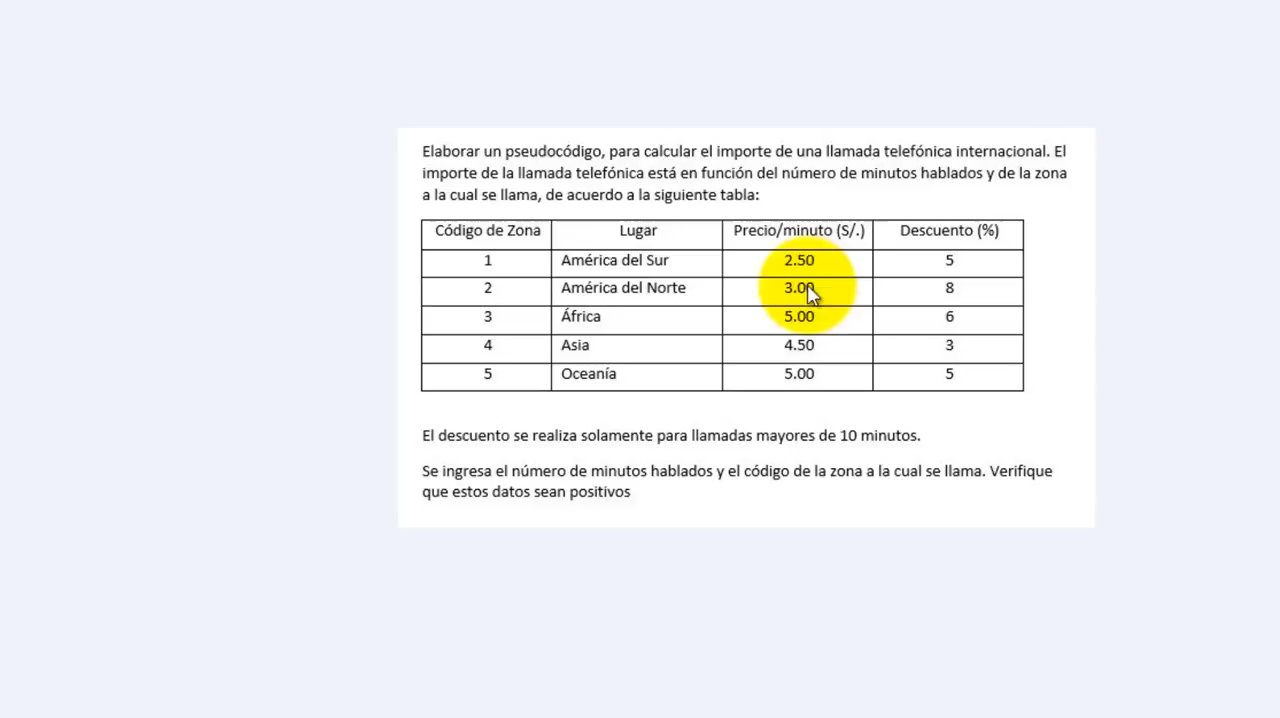 Elaborar un pseudocódigo, para calcular el importe de una llamada telefónica internacional. El
importe de la llamada telefónica está en función del número de minutos hablados y de la zona
a la cual se llama, de acuerdo a la siguiente tabla:
Código de Zona Lugar Precio/minuto (S/.) Descuento (%)
1 América del Sur 2.50 5
2 América del Norte 3.00 8
3 África 5.00 6
4 Asia 4.50 3
5 Oceanía 5.00 5
El descuento se realiza solamente para llamadas mayores de 10 minutos.
Se ingresa el número de minutos hablados y el código de la zona a la cual se llama. Verifique
que estos datos sean positivos